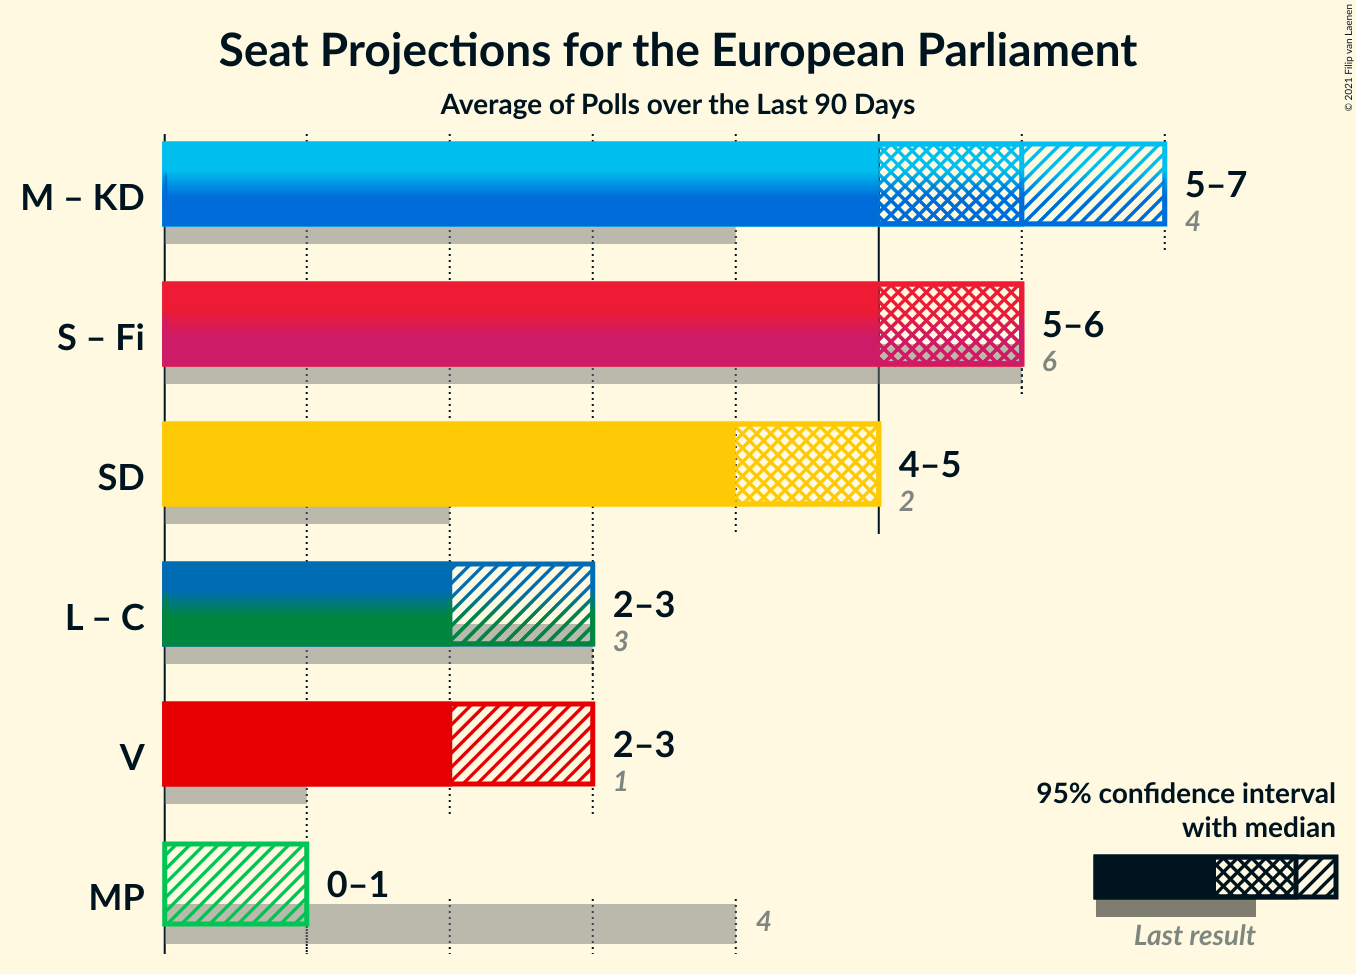 Seat Projections for the European Parliament
Average of Polls over the Last 90 Days
© 2021 Filip van Laenen
M – KD
5–7
4
S – Fi
5–6
6
SD
4–5
2
L – C
2–3
3
V
2–3
1
MP
0–1
4
95% confidence interval
with median
Last result